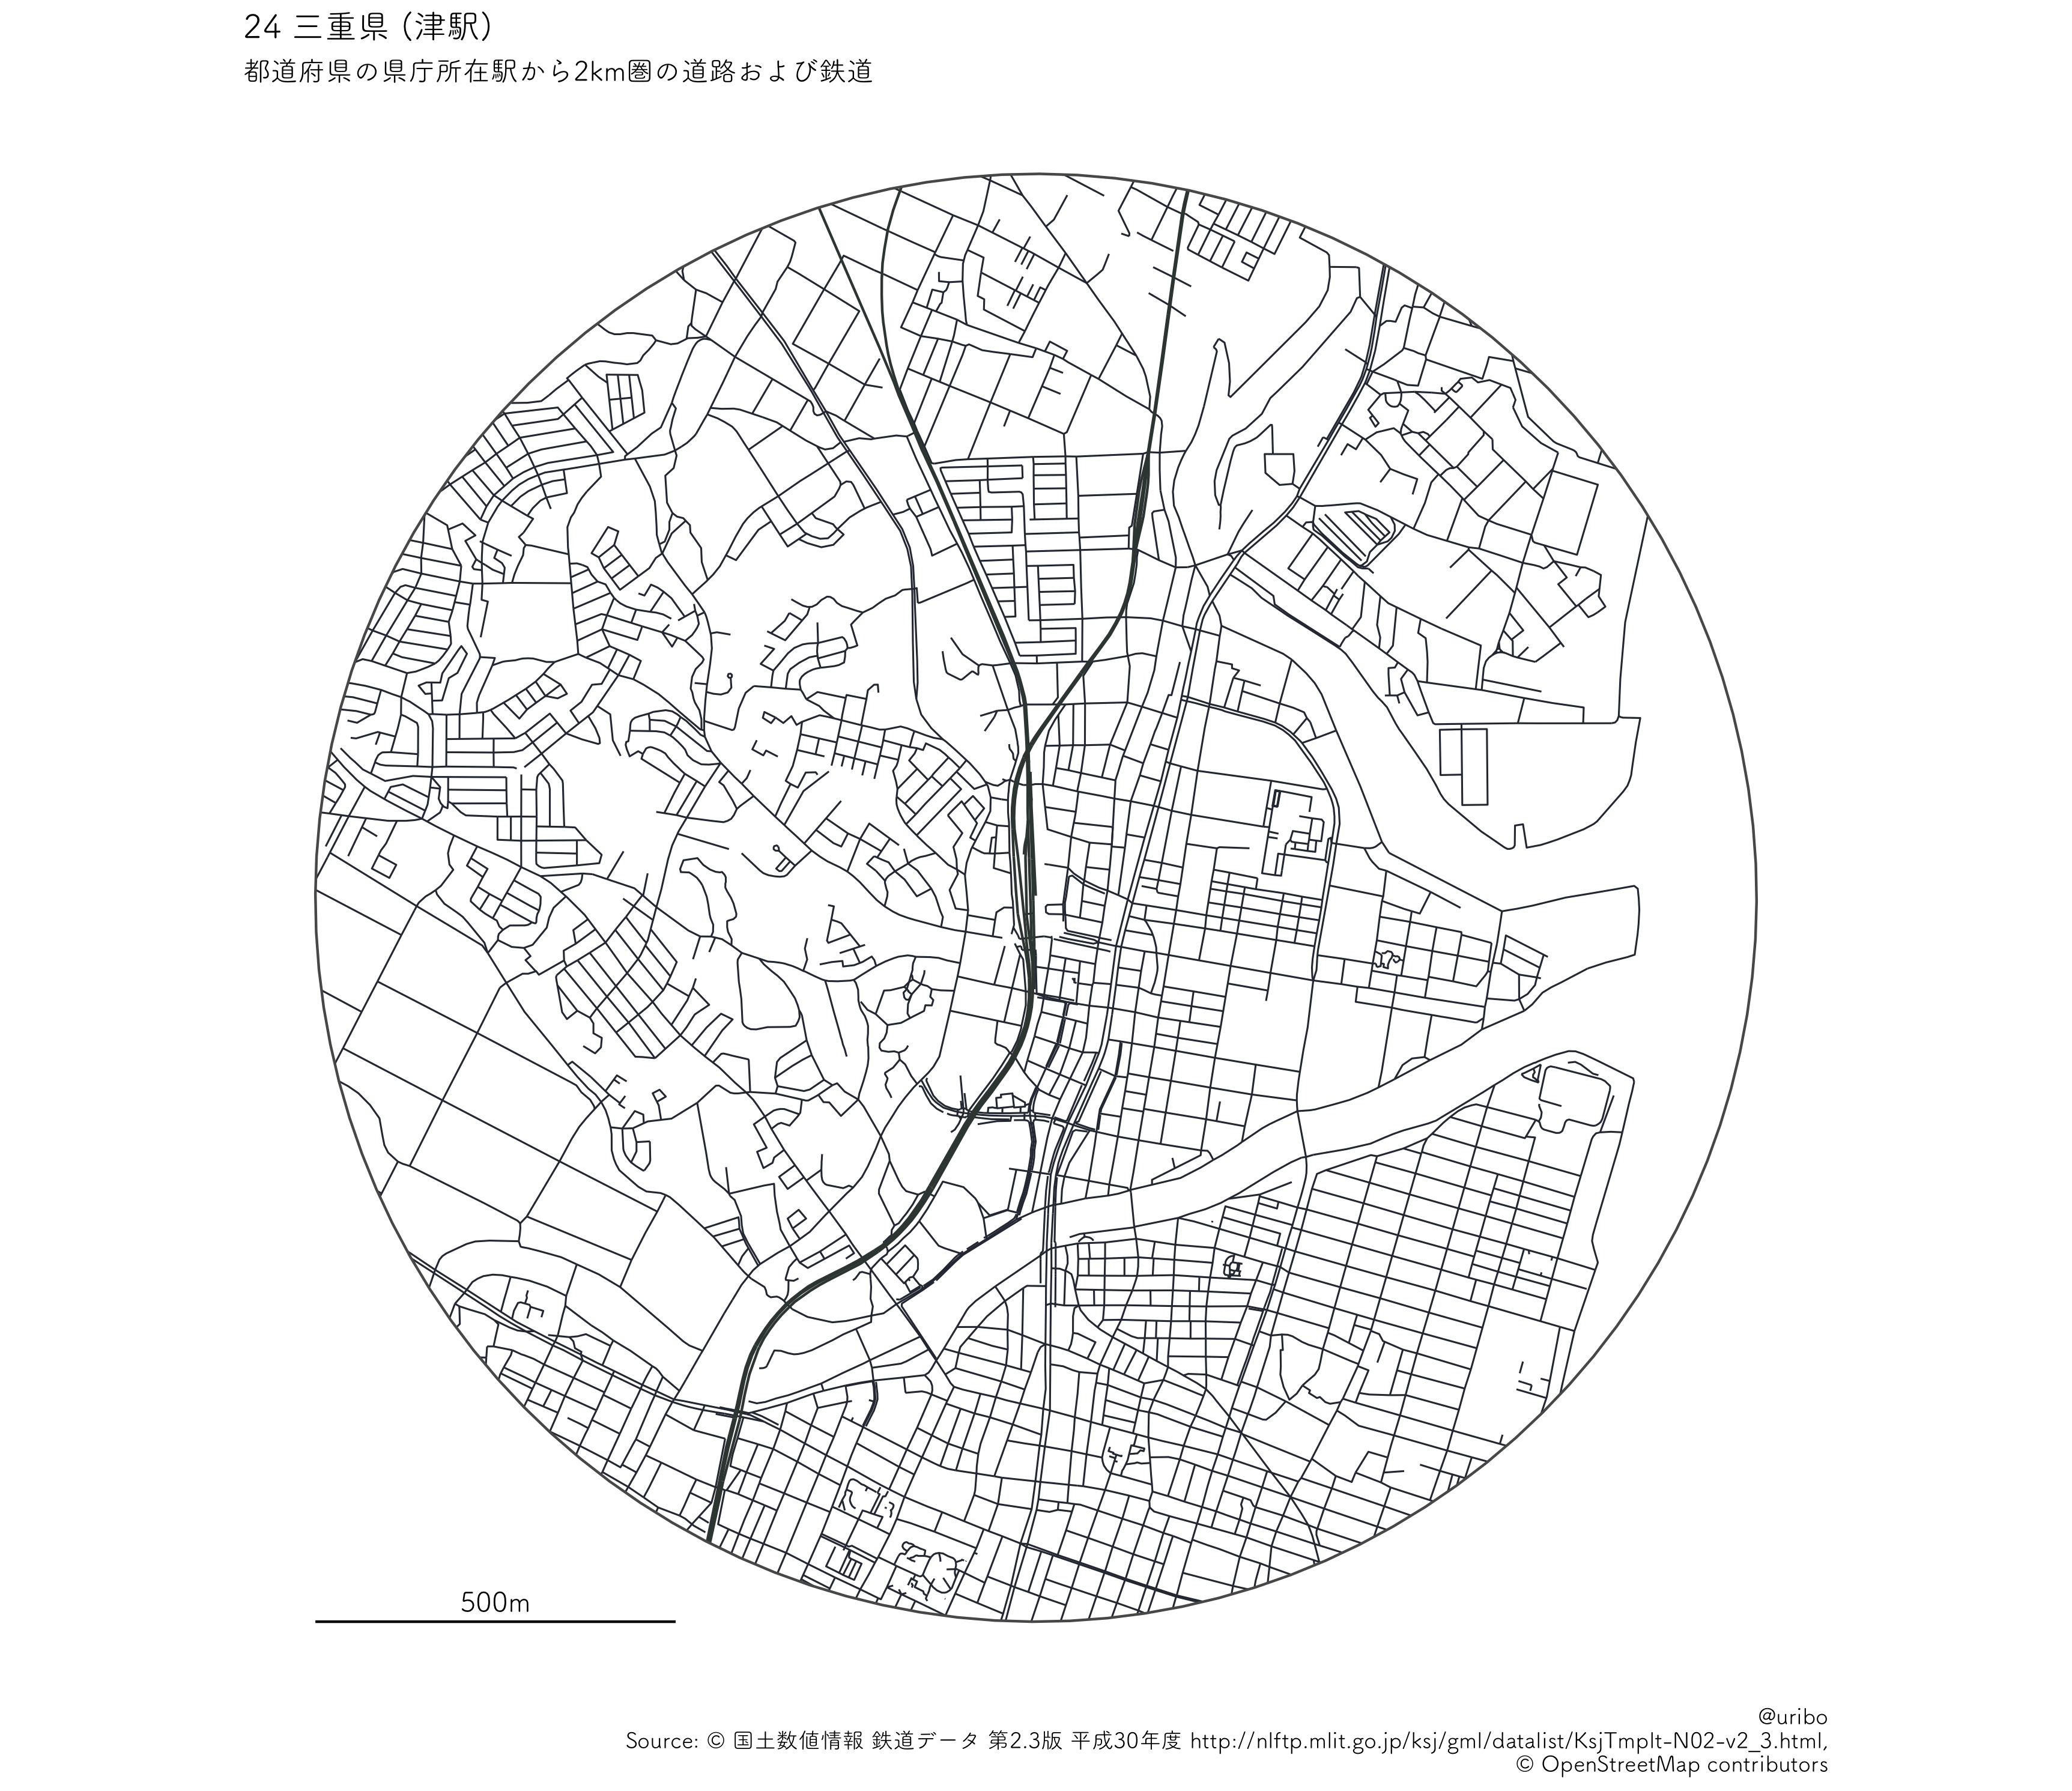 24 三重県 (津駅)
都道府県の県庁所在駅から2km圏の道路および鉄道
500m
@uribo
Source: © 国土数値情報 鉄道データ 第2.3版 平成30年度 http://nlftp.mlit.go.jp/ksj/gml/datalist/KsjTmplt-N02-v2_3.html,
© OpenStreetMap contributors